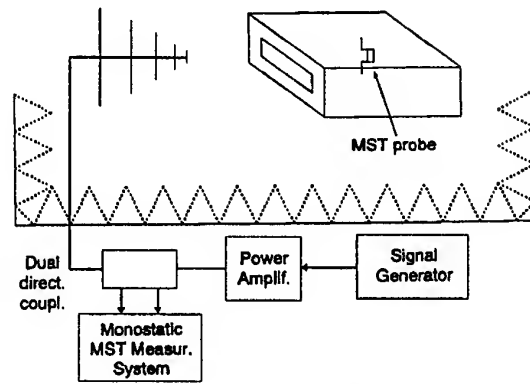 MST probe
Dual
direct.
coupl.
Power
Amplif.
Signal
Generator
Monostatic
MST Measur.
System